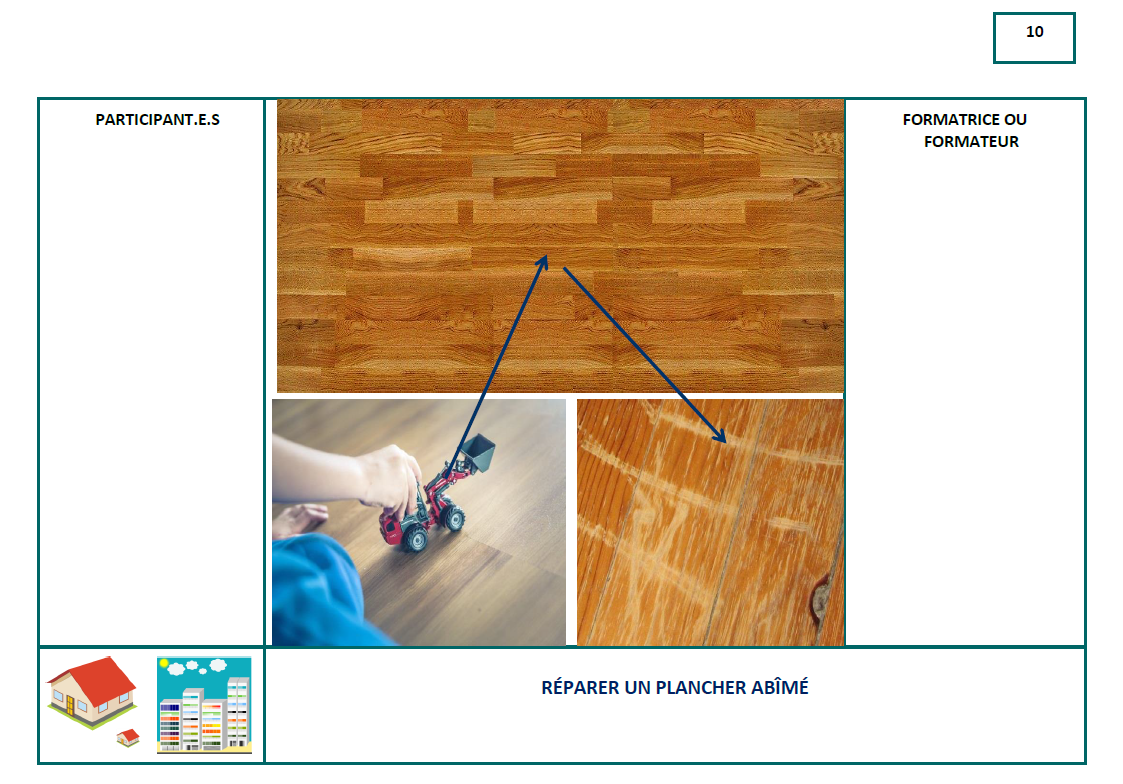 10
PARTICIPANT.E.S
FORMATRICE OU
FORMATEUR
RÉPARER UN PLANCHER ABÎMÉ